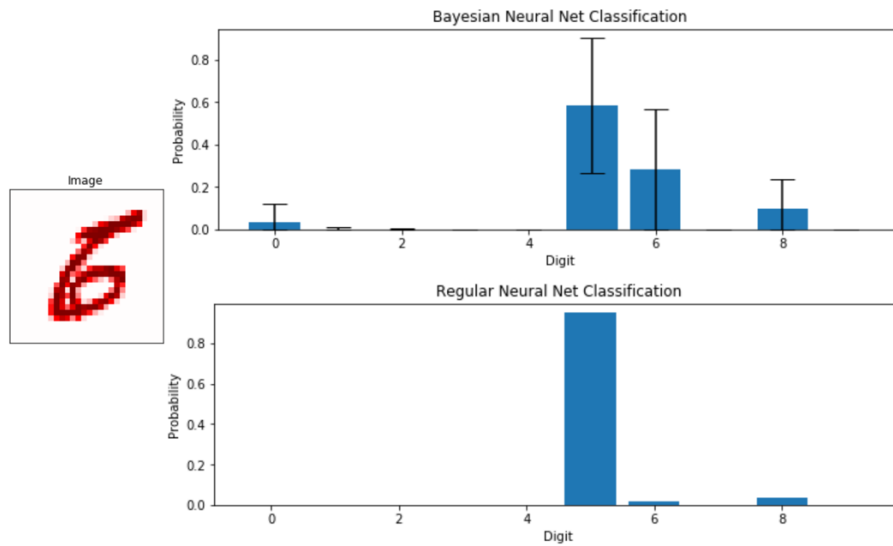 Bayesian Neural Net Classification
Probability
0.8
0.6
0.4
0.2
0.0
0 2 4 6 8
Digit
Image
6
Regular Neural Net Classification
Probability
0.8
0.6
0.4
0.2
0.0
0 2 4 6 8
Digit